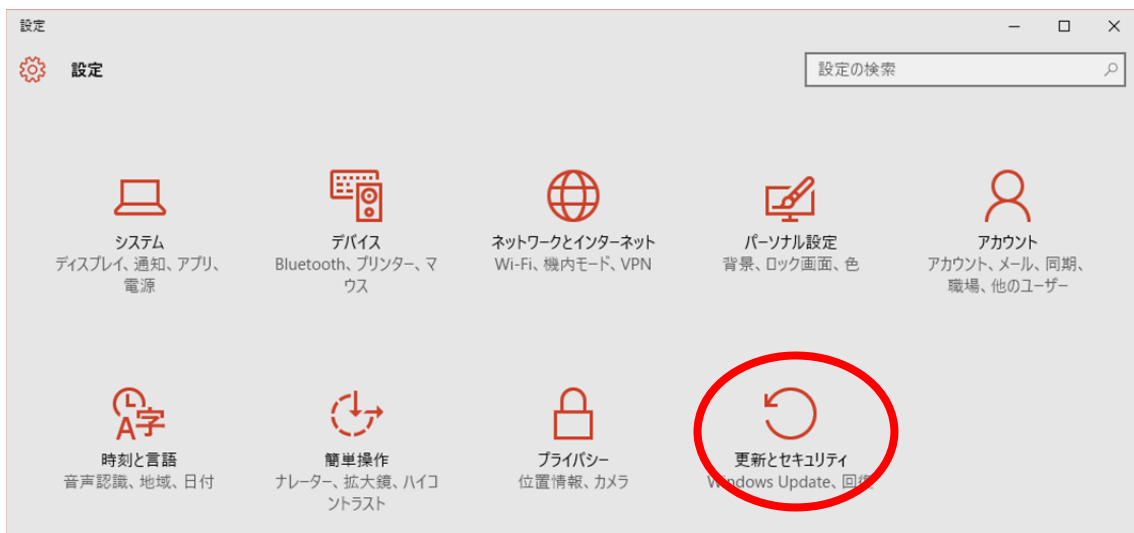 設定
設定
設定の検索
システム
ディスプレイ、通知、アプリ、
電源
デバイス
Bluetooth、プリンター、マ
ウス
ネットワークとインターネット
Wi-Fi、機内モード、VPN
パーソナル設定
背景、ロック画面、色
アカウント
アカウント、メール、同期、
職場、他のユーザー
時刻と言語
音声認識、地域、日付
簡単操作
ナレーター、拡大鏡、ハイコ
ントラスト
プライバシー
位置情報、カメラ
更新とセキュリティ
Windows Update、回復